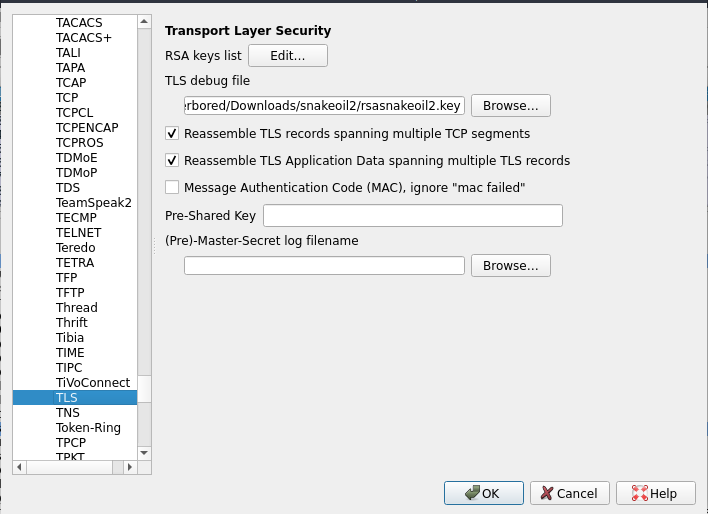 TACACS
TACACS+
TALI
TAPA
TCAP
TCP
TCPCL
TCPENCAP
TCPROS
TDMoE
TDMoP
TDS
TeamSpeak2
TECMP
TELNET
Teredo
TETRA
TFP
TFTP
Thread
Thrift
Tibia
TIME
TIPC
TiVoConnect
TLS
TNS
Token-Ring
TPCP
TPKT
Transport Layer Security
RSA keys list Edit...
TLS debug file
erbored/Downloads/snakeoil2/rsasnakeoil2.key Browse...
Reassemble TLS records spanning multiple TCP segments
Reassemble TLS Application Data spanning multiple TLS records
Message Authentication Code (MAC), ignore "mac failed"
Pre-Shared Key
(Pre)-Master-Secret log filename
Browse...
OK Cancel Help